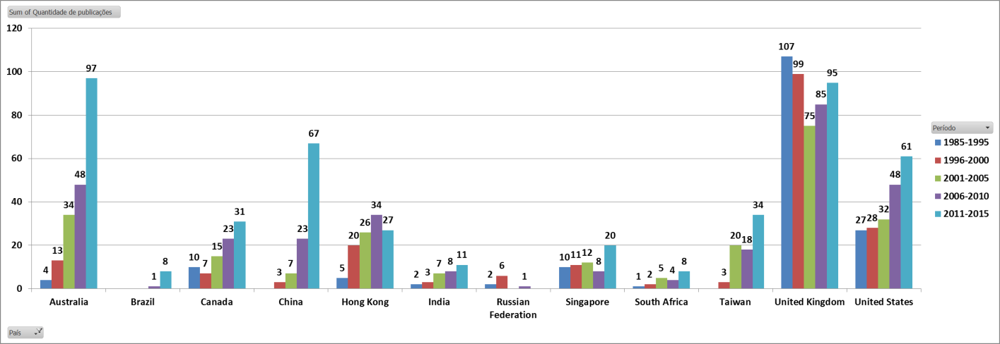 Sum of Quantidade de publicações
120
100
80
60
40
20
0
4 13 34 48 97
1 8
10 7 15 23 31
3 7 23 67
5 20 26 34 27
2 3 7 8 11
2 6 1
10 11 12 8 20
1 2 5 4 8
3 20 18 34
107 99 75 85 95
27 28 32 48 61
Australia Brazil Canada China Hong Kong India Russian Federation Singapore South Africa Taiwan United Kingdom United States
Período
1985-1995
1996-2000
2001-2005
2006-2010
2011-2015
País